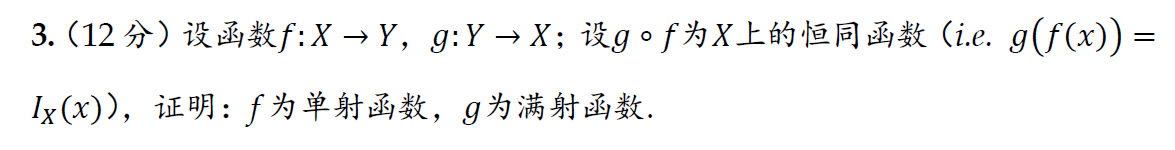 3.（12 分）设函数f: X → Y，g: Y → X；设g ∘ f为X上的恒同函数（i.e. g(f(x)) =
I_X(x)），证明：f为单射函数，g为满射函数.